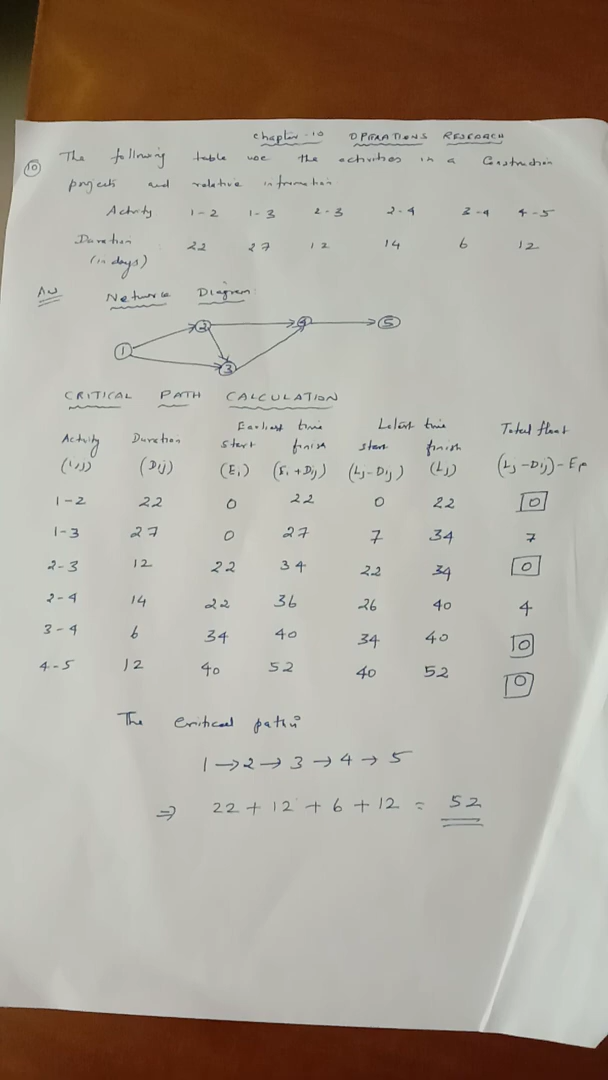 Chapter-10 OPERATIONS RESEARCH
(10) The following table use the activities in a Construction
projects and relative information
Activity 1-2 1-3 2-3 2-4 3-4 4-5
Duration 22 27 12 14 6 12
(in days)
Ans Network Diagram:
1 2 3 4 5
CRITICAL PATH CALCULATION
Earliest time Latest time Total float
Activity Duration start finish start finish
(i,j) (Dij) (Ei) (Ei + Dij) (Lj-Dij) (Lj) (Lj-Dij)-Ei
1-2 22 0 22 0 22 0
1-3 27 0 27 7 34 7
2-3 12 22 34 22 34 0
2-4 14 22 36 26 40 4
3-4 6 34 40 34 40 0
4-5 12 40 52 40 52 0
The Critical path:
1 → 2 → 3 → 4 → 5
⇒ 22 + 12 + 6 + 12 = 52